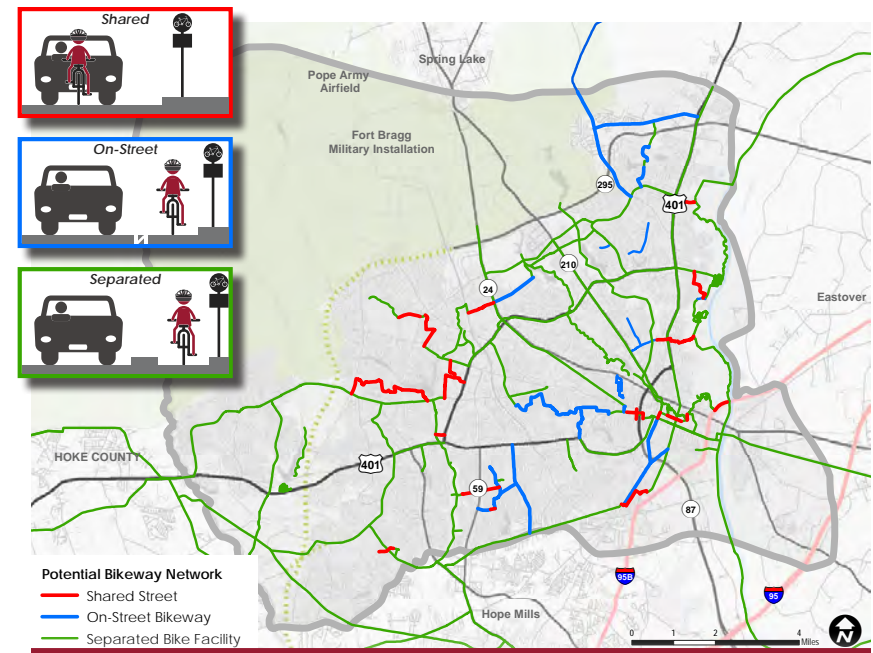 Shared
On-Street
Separated
Spring Lake
Pope Army
Airfield
Fort Bragg
Military Installation
295
401
210
24
Eastover
HOKE COUNTY
401
59
87
95B
95
Hope Mills
Potential Bikeway Network
Shared Street
On-Street Bikeway
Separated Bike Facility
0 1 2 4
Miles
N